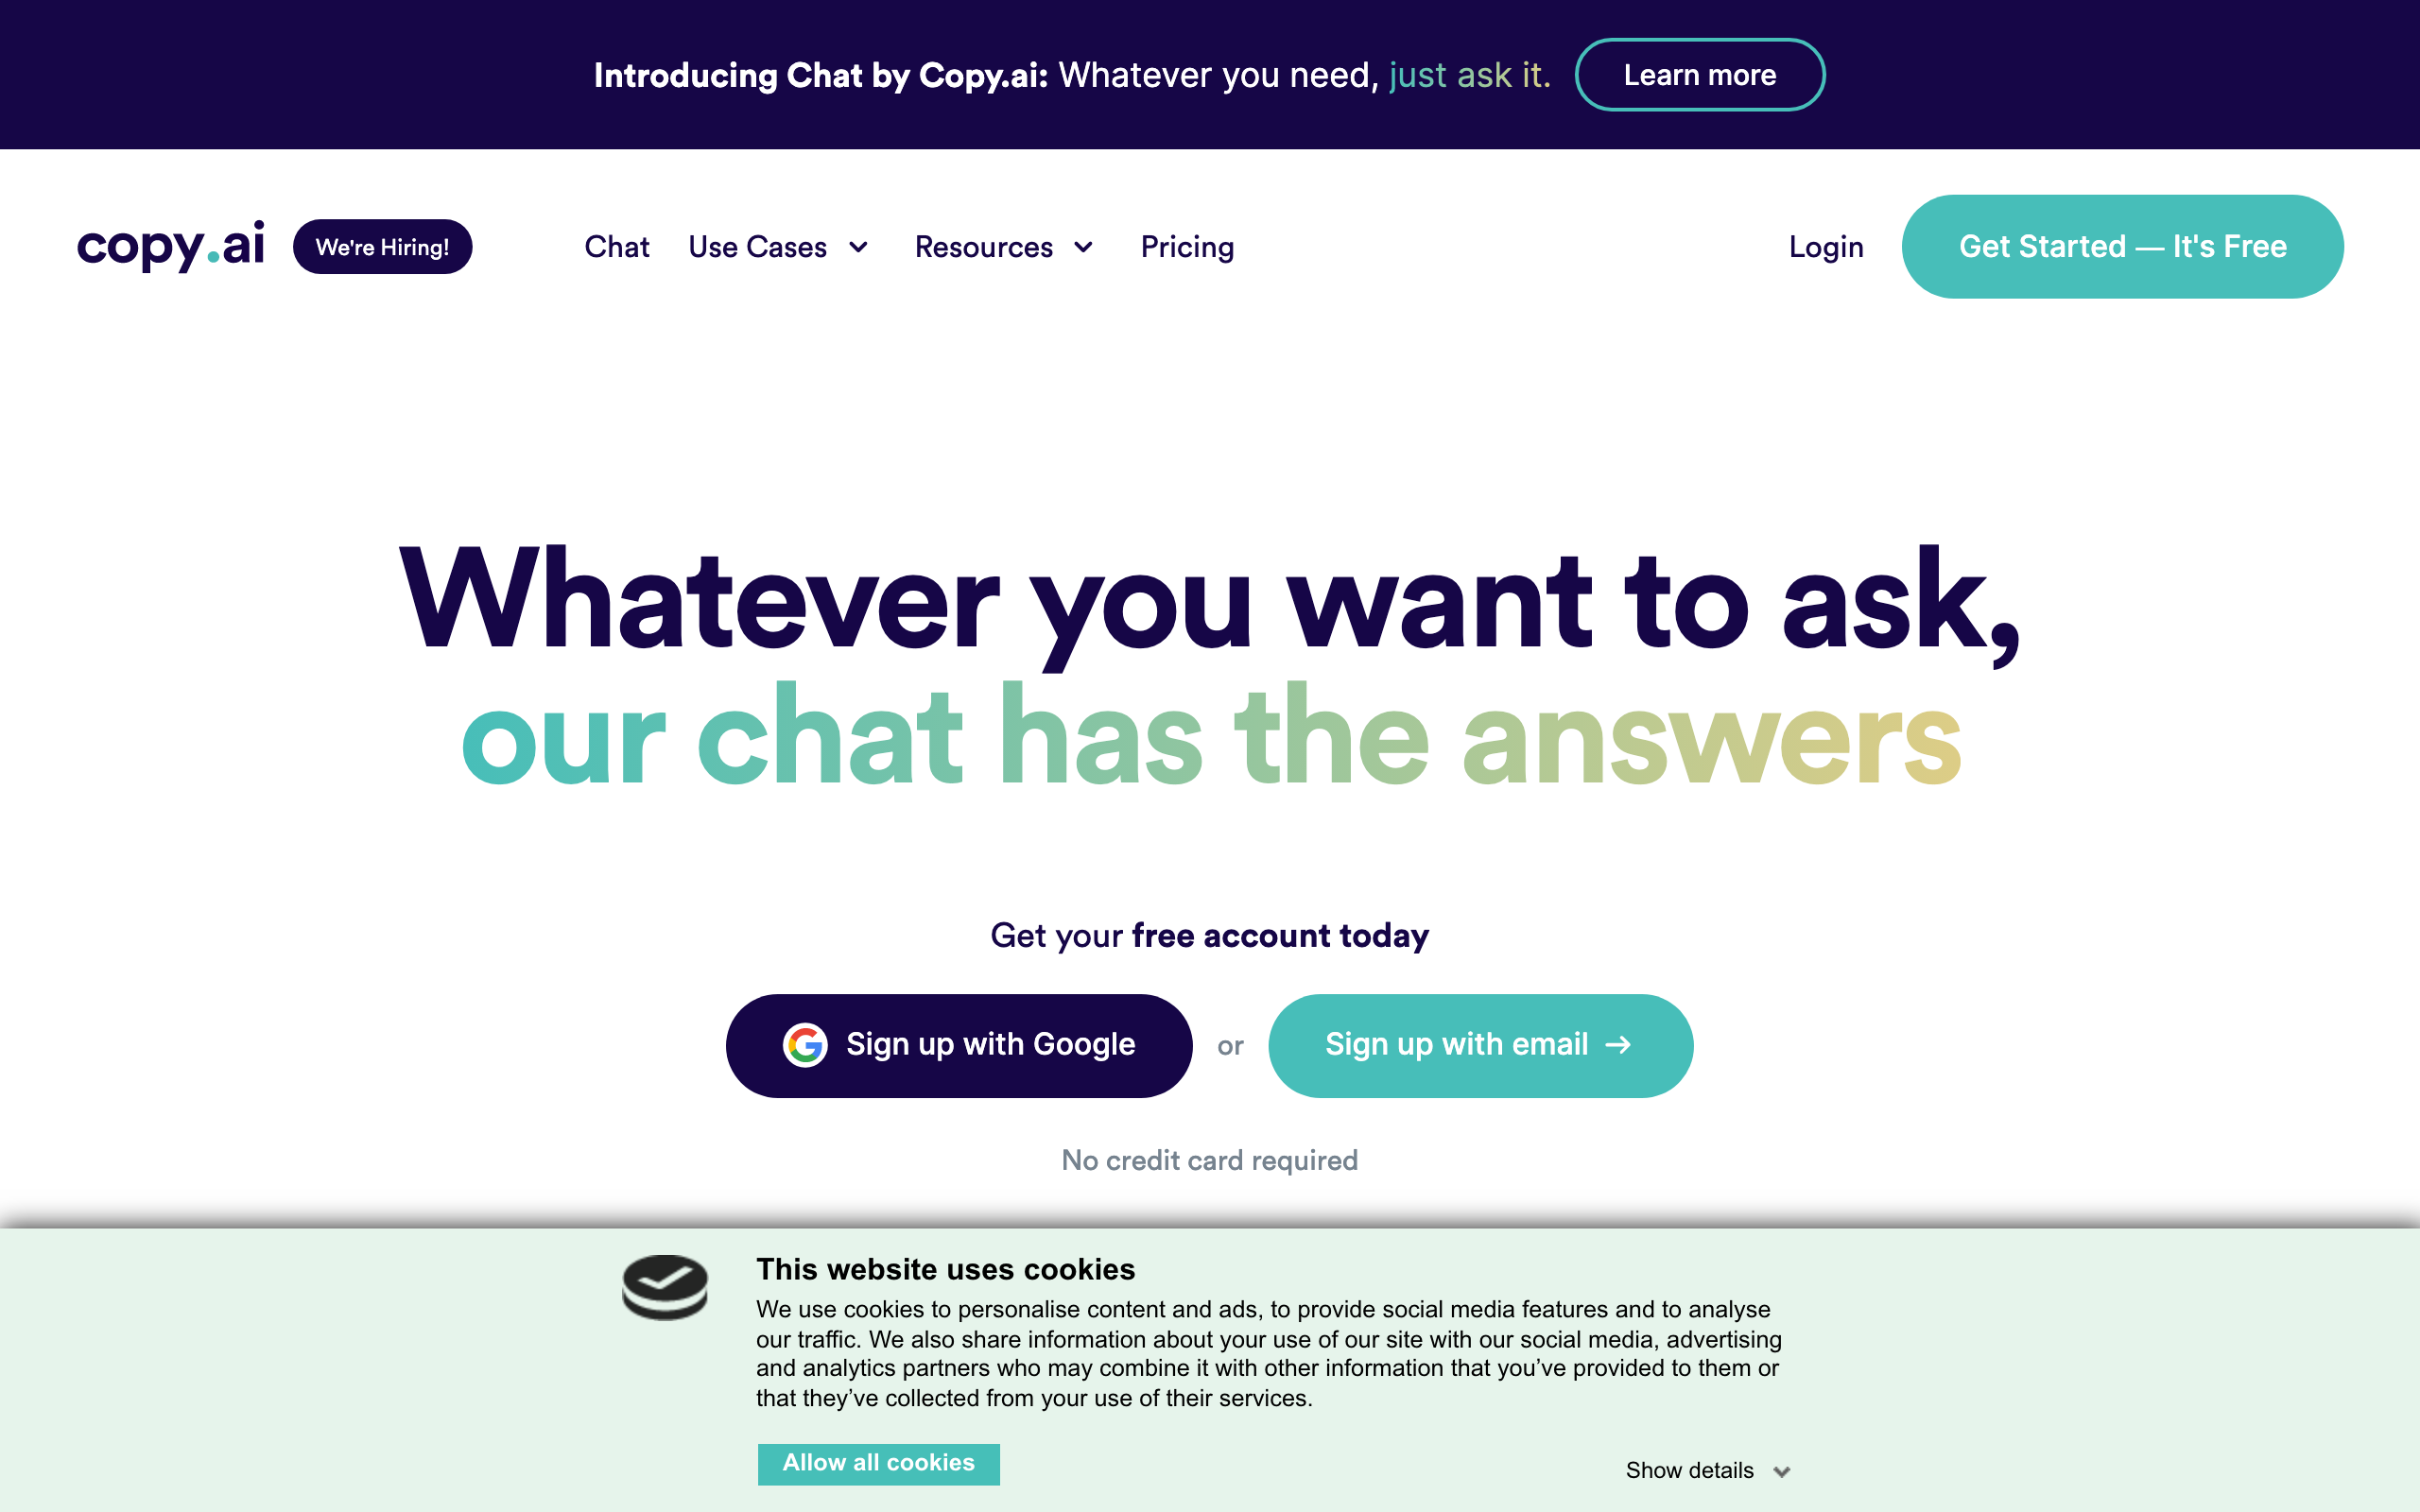 Introducing Chat by Copy.ai: Whatever you need, just ask it. Learn more
copy.ai We're Hiring! Chat Use Cases Resources Pricing Login Get Started — It's Free
Whatever you want to ask,
our chat has the answers
Get your free account today
Sign up with Google or Sign up with email →
No credit card required
This website uses cookies
We use cookies to personalise content and ads, to provide social media features and to analyse
our traffic. We also share information about your use of our site with our social media, advertising
and analytics partners who may combine it with other information that you’ve provided to them or
that they’ve collected from your use of their services.
Allow all cookies Show details